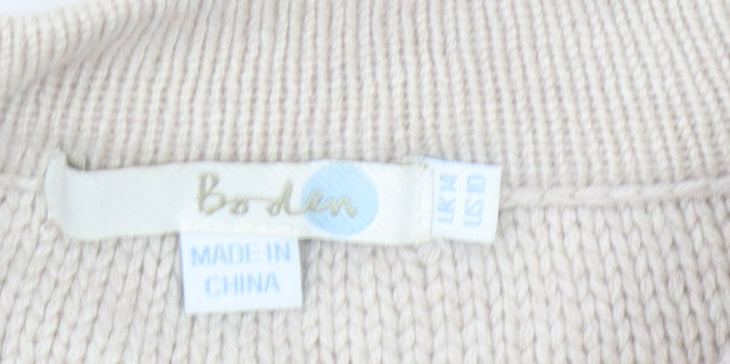 Boden
UK 14
US 10
MADE IN
CHINA